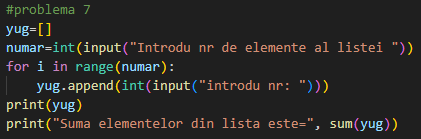 #problema 7
yug=[]
numar=int(input("Introdu nr de elemente al listei "))
for i in range(numar):
    yug.append(int(input("introdu nr: ")))
print(yug)
print("Suma elementelor din lista este=", sum(yug))